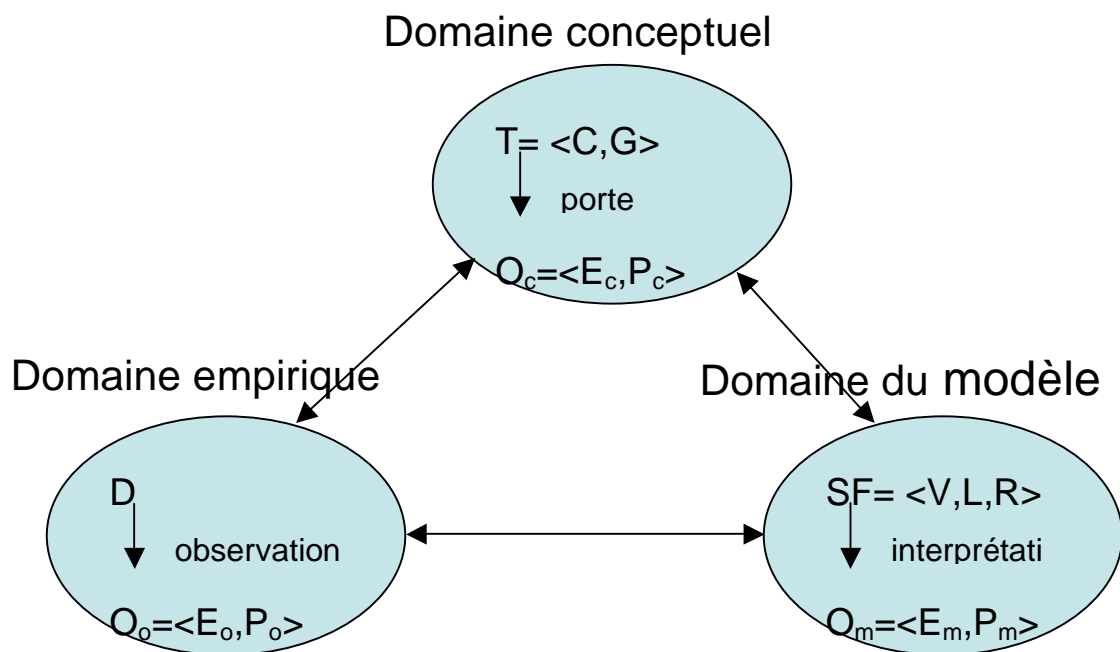 Domaine conceptuel
T= <C,G>
porte
O_c=<E_c,P_c>
Domaine empirique
Domaine du modèle
D
observation
O_o=<E_o,P_o>
SF= <V,L,R>
interprétati
O_m=<E_m,P_m>